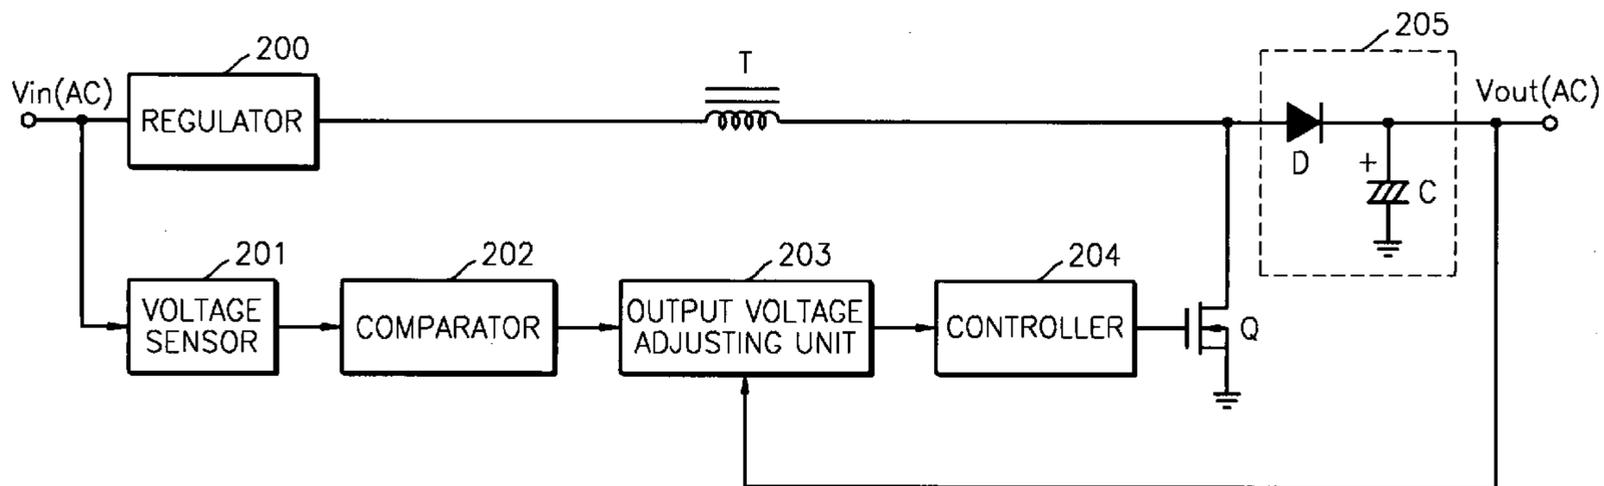 200
T
205
Vin(AC)
REGULATOR
Vout(AC)
D
+
C
201
202
203
204
VOLTAGE
SENSOR
COMPARATOR
OUTPUT VOLTAGE
ADJUSTING UNIT
CONTROLLER
Q